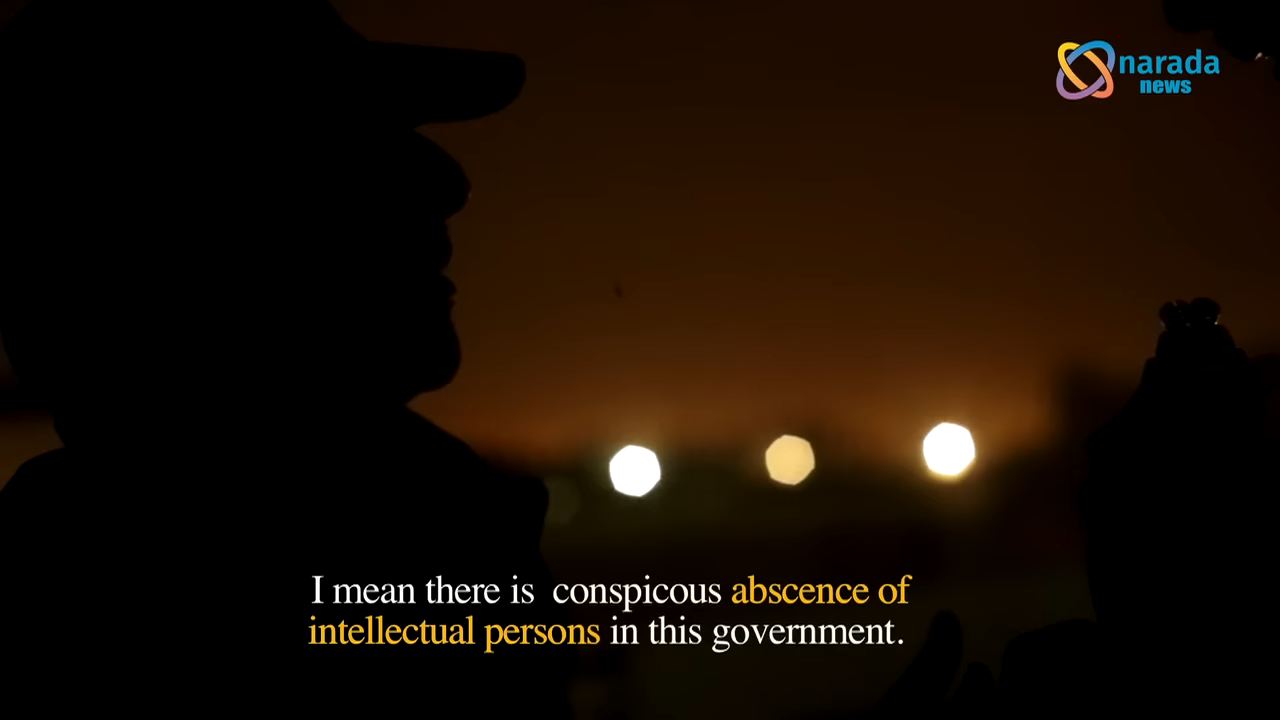 narada
news
I mean there is  conspicous abscence of
intellectual persons in this government.